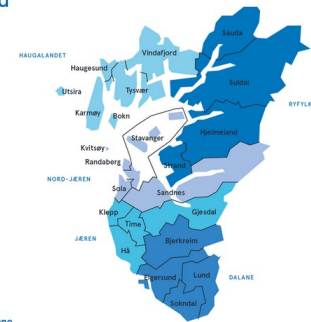 Sauda
Vindafjord
HAUGALANDET
Haugesund
Suldal
Tysvær
Utsira
RYFYLK
Karmøy
Bokn
Stavanger
Hjelmeland
Kvitsøy
Randaberg
Strand
NORD-JÆREN
Sola
Sandnes
Klepp
Gjesdal
Time
JÆREN
Bjerkreim
Hå
Eigersund
Lund
DALANE
Sokndal